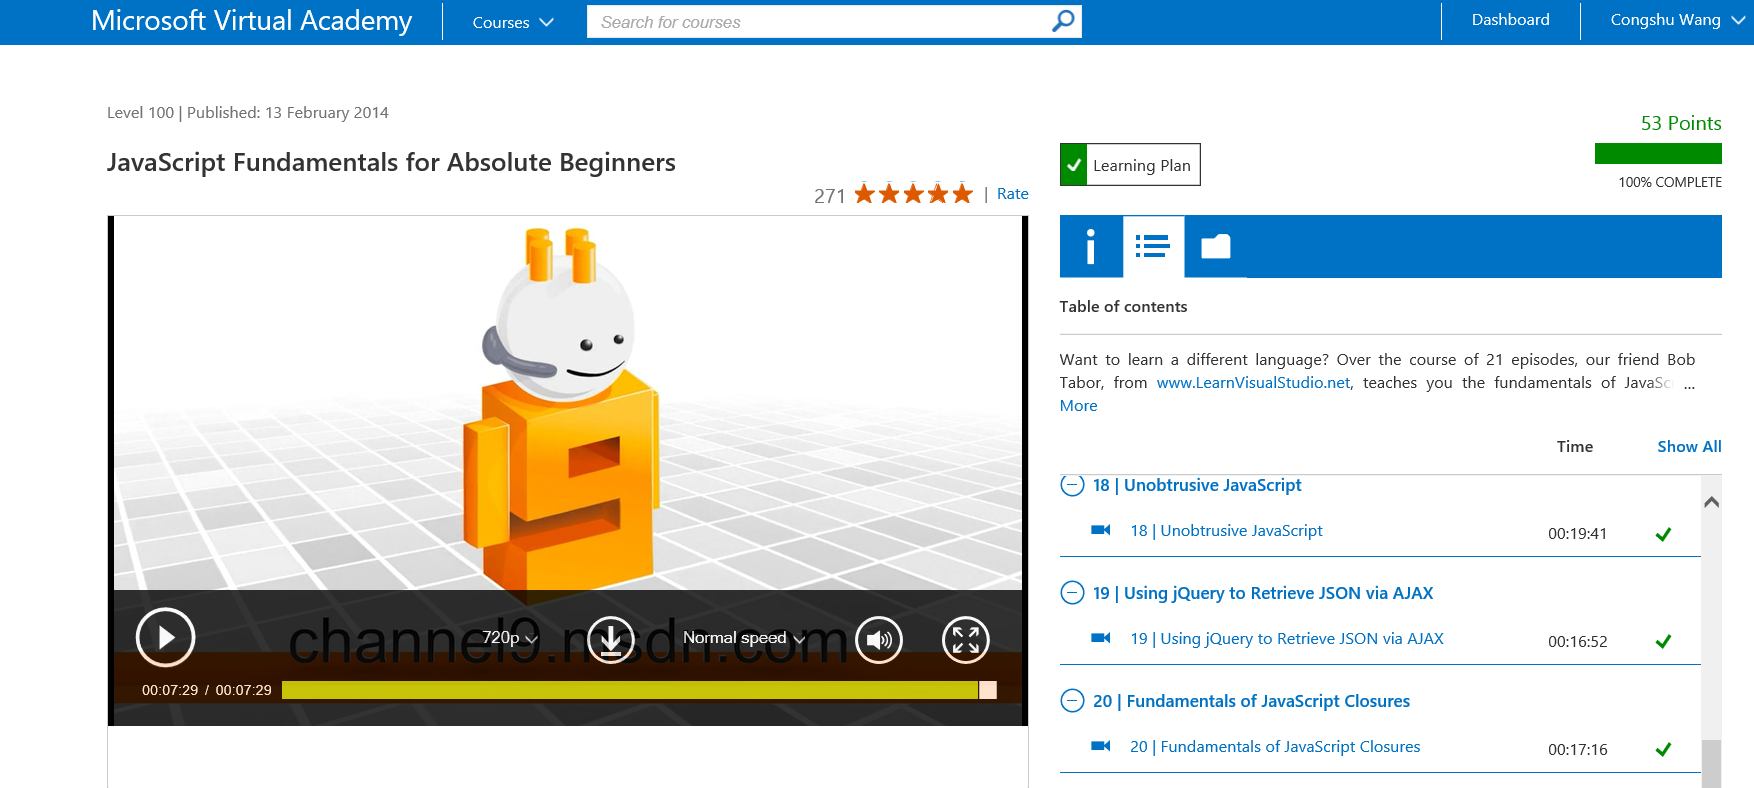 Microsoft Virtual Academy
Courses
Search for courses
Dashboard
Congshu Wang
Level 100 | Published: 13 February 2014
JavaScript Fundamentals for Absolute Beginners
271
| Rate
53 Points
Learning Plan
100% COMPLETE
Table of contents
Want to learn a different language? Over the course of 21 episodes, our friend Bob
Tabor, from www.LearnVisualStudio.net, teaches you the fundamentals of JavaSc ...
More
Time Show All
18 | Unobtrusive JavaScript
18 | Unobtrusive JavaScript 00:19:41
19 | Using jQuery to Retrieve JSON via AJAX
19 | Using jQuery to Retrieve JSON via AJAX 00:16:52
20 | Fundamentals of JavaScript Closures
20 | Fundamentals of JavaScript Closures 00:17:16
channel9.msdn.com
720p
Normal speed
00:07:29 / 00:07:29